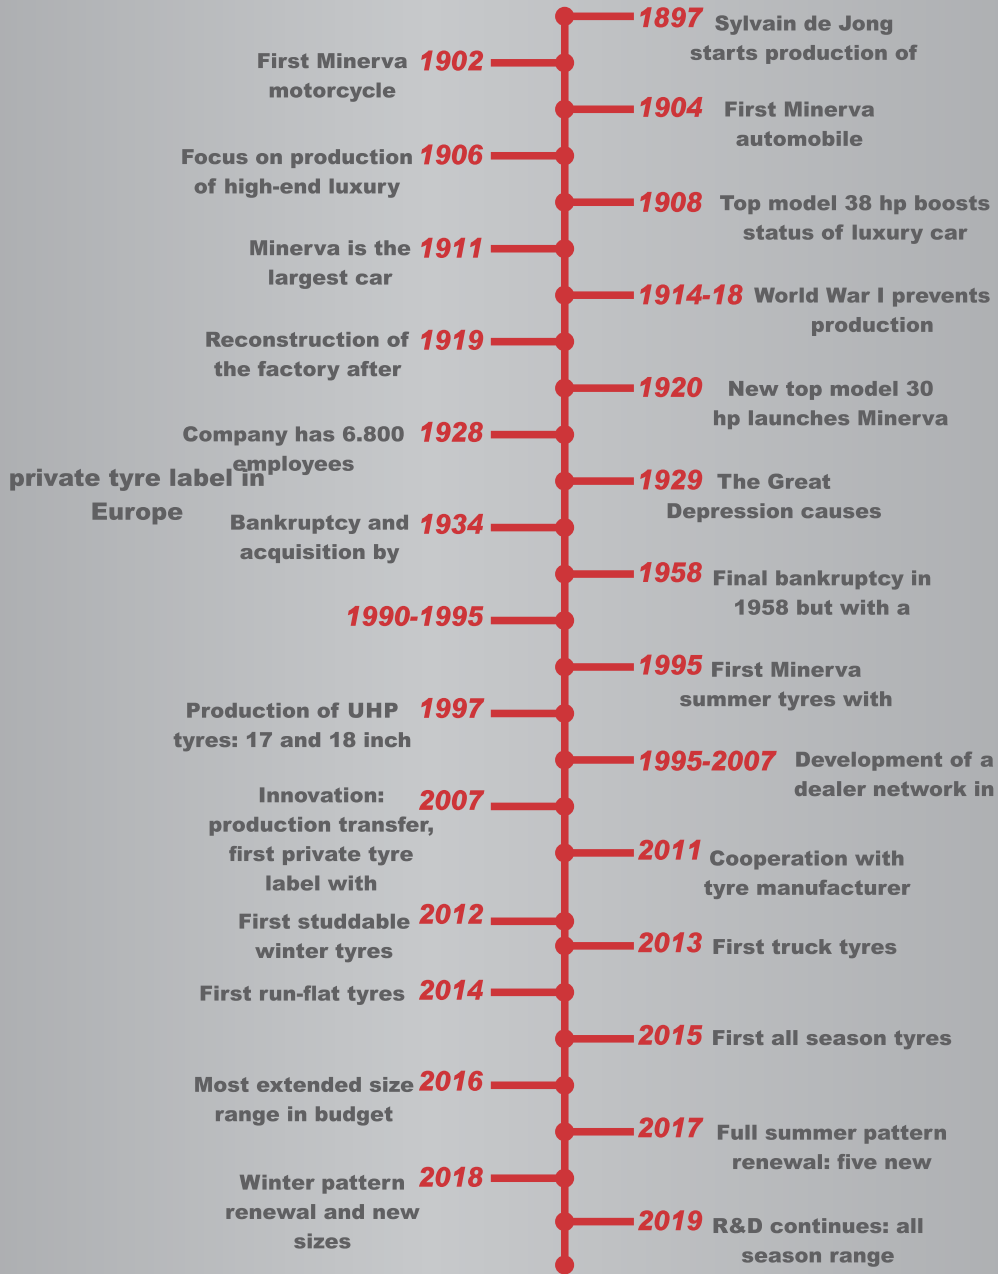 1897 Sylvain de Jong
starts production of
First Minerva 1902
motorcycle
1904 First Minerva
automobile
Focus on production 1906
of high-end luxury
1908 Top model 38 hp boosts
status of luxury car
Minerva is the 1911
largest car
1914-18 World War I prevents
production
Reconstruction of 1919
the factory after
1920 New top model 30
hp launches Minerva
Company has 6.800 1928
employees
private tyre label in
Europe
1929 The Great
Depression causes
Bankruptcy and 1934
acquisition by
1958 Final bankruptcy in
1958 but with a
1990-1995
1995 First Minerva
summer tyres with
Production of UHP 1997
tyres: 17 and 18 inch
1995-2007 Development of a
dealer network in
Innovation: 2007
production transfer,
first private tyre
label with
2011 Cooperation with
tyre manufacturer
First studdable 2012
winter tyres
2013 First truck tyres
First run-flat tyres 2014
2015 First all season tyres
Most extended size 2016
range in budget
2017 Full summer pattern
renewal: five new
Winter pattern 2018
renewal and new
sizes
2019 R&D continues: all
season range